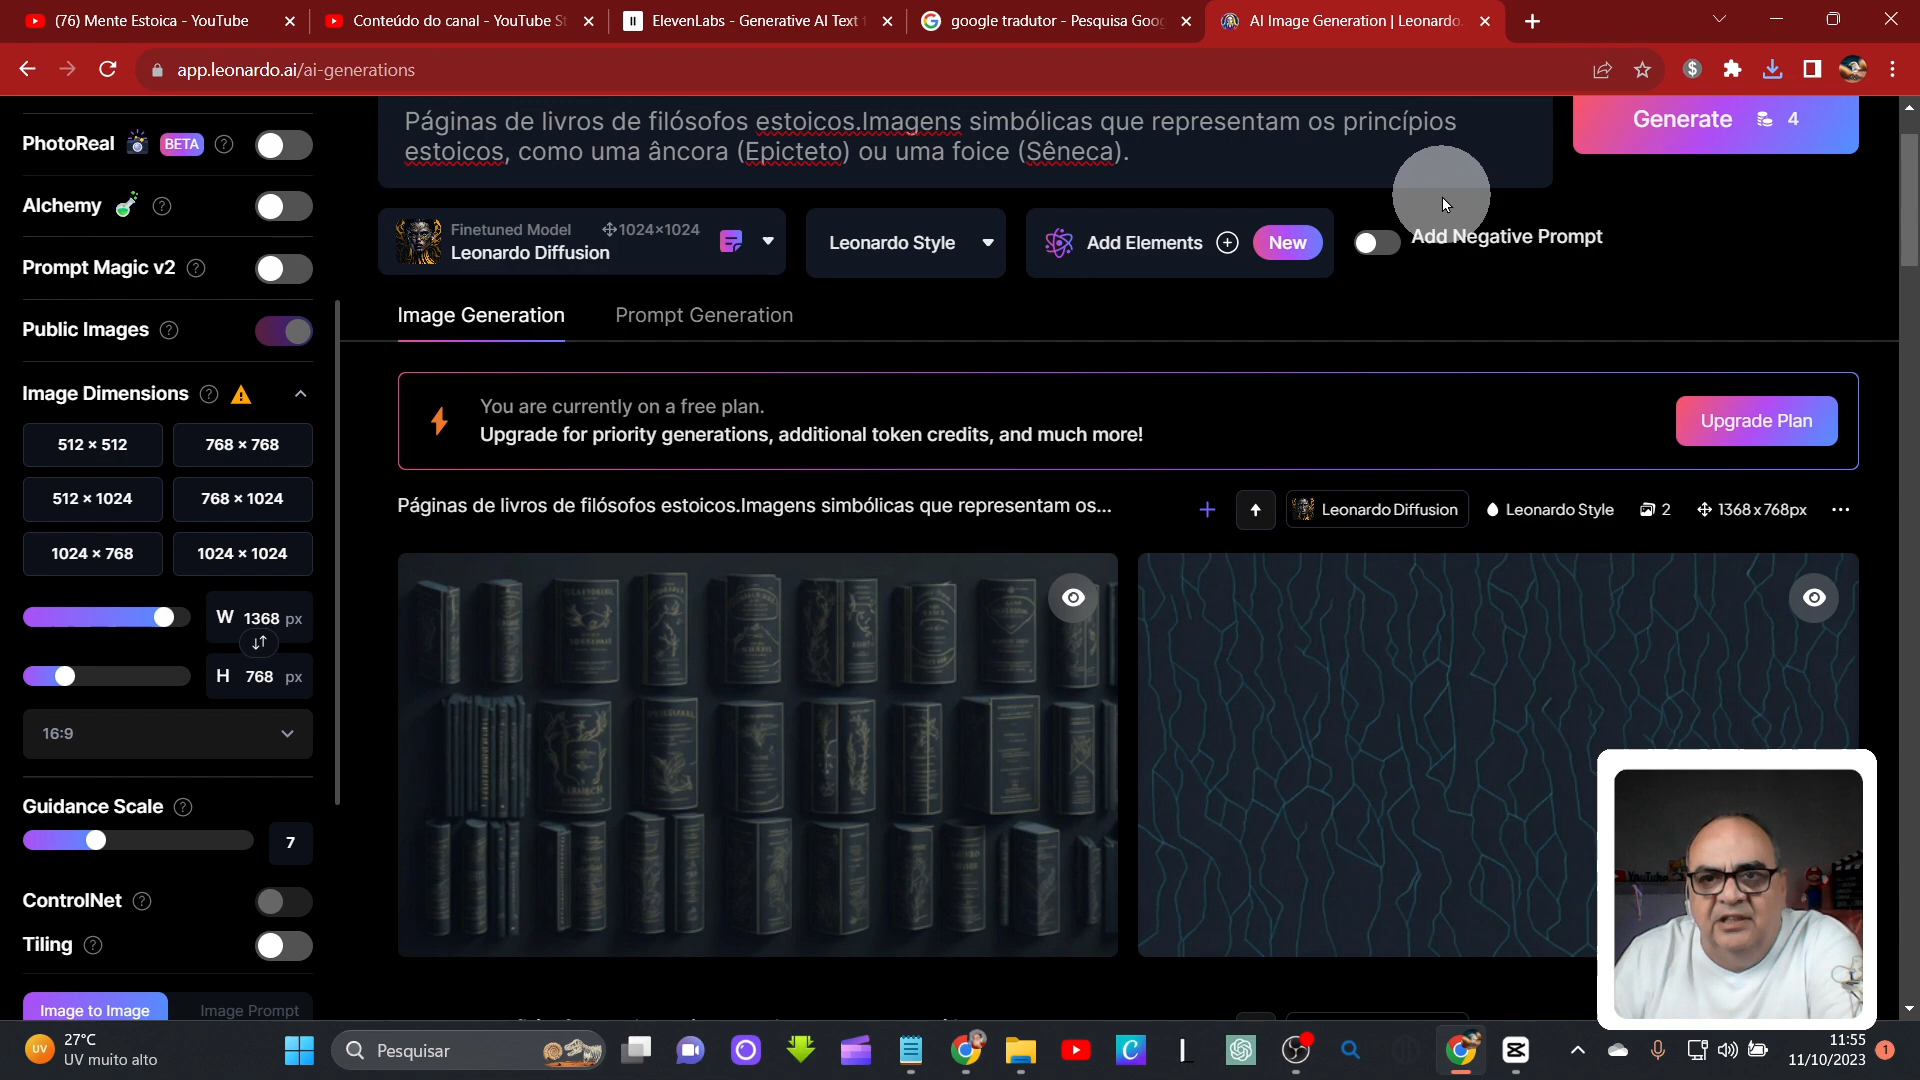 (76) Mente Estoica - YouTube
Conteúdo do canal - YouTube St
ElevenLabs - Generative AI Text t
google tradutor - Pesquisa Goog
AI Image Generation | Leonardo.
app.leonardo.ai/ai-generations
PhotoReal BETA
Alchemy
Prompt Magic v2
Public Images
Image Dimensions
512 × 512
768 × 768
512 × 1024
768 × 1024
1024 × 768
1024 × 1024
W 1368 px
H 768 px
16:9
Guidance Scale
7
ControlNet
Tiling
Image to Image
Image Prompt
Páginas de livros de filósofos estoicos.Imagens simbólicas que representam os princípios
estoicos, como uma âncora (Epicteto) ou uma foice (Sêneca).
Generate 4
Finetuned Model 1024×1024
Leonardo Diffusion
Leonardo Style
Add Elements New
Add Negative Prompt
Image Generation
Prompt Generation
You are currently on a free plan.
Upgrade for priority generations, additional token credits, and much more!
Upgrade Plan
Páginas de livros de filósofos estoicos.Imagens simbólicas que representam os...
Leonardo Diffusion
Leonardo Style
2
1368 x 768px
YouTube
UV
27°C
UV muito alto
Pesquisar
11:55
11/10/2023
1